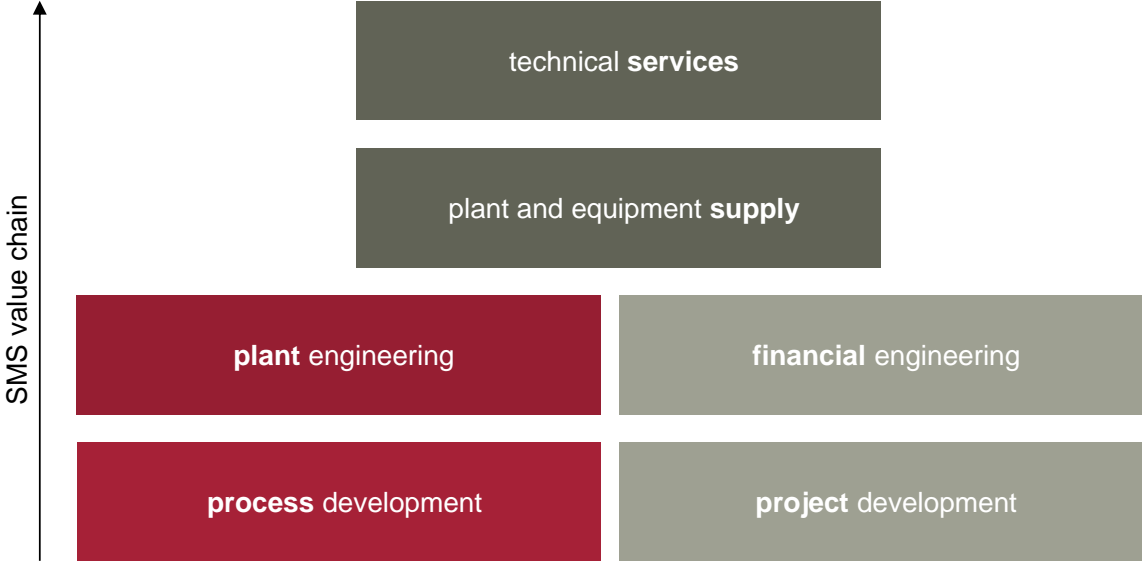 technical services
plant and equipment supply
SMS value chain
plant engineering
financial engineering
process development
project development